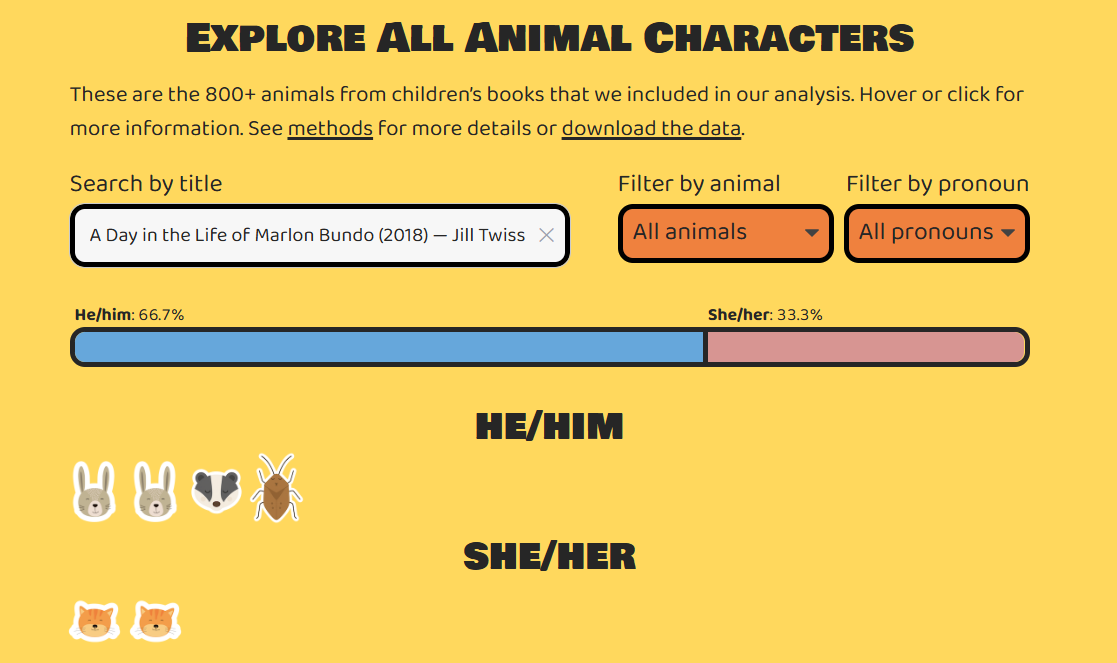 EXPLORE ALL ANIMAL CHARACTERS
These are the 800+ animals from children's books that we included in our analysis. Hover or click for
more information. See methods for more details or download the data.
Search by title
Filter by animal
Filter by pronoun
A Day in the Life of Marlon Bundo (2018) — Jill Twiss
All animals
All pronouns
He/him: 66.7%
She/her: 33.3%
HE/HIM
SHE/HER